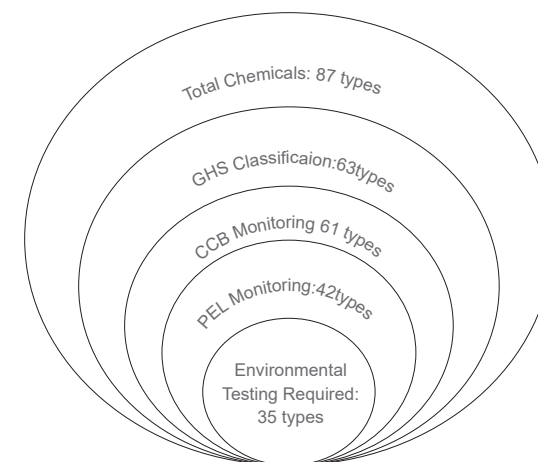 Total Chemicals: 87 types
GHS Classificaion:63types
CCB Monitoring 61 types
PEL Monitoring:42types
Environmental
Testing Required:
35 types